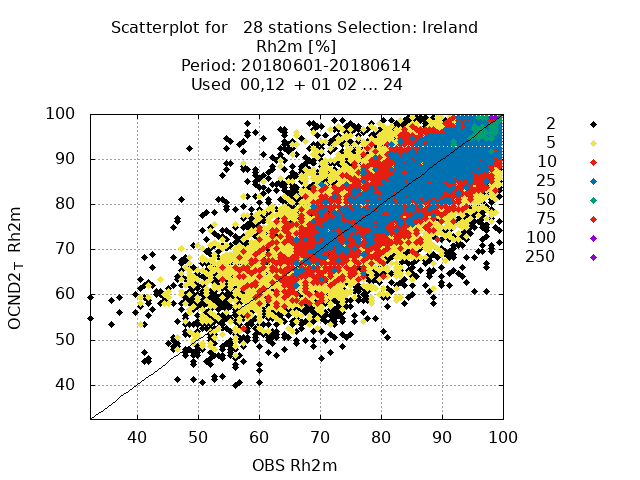 Scatterplot for 28 stations Selection: Ireland
Rh2m [%]
Period: 20180601-20180614
Used 00,12 + 01 02 ... 24
100
90
80
70
60
50
40
OCND2_T Rh2m
40 50 60 70 80 90 100
OBS Rh2m
2
5
10
25
50
75
100
250